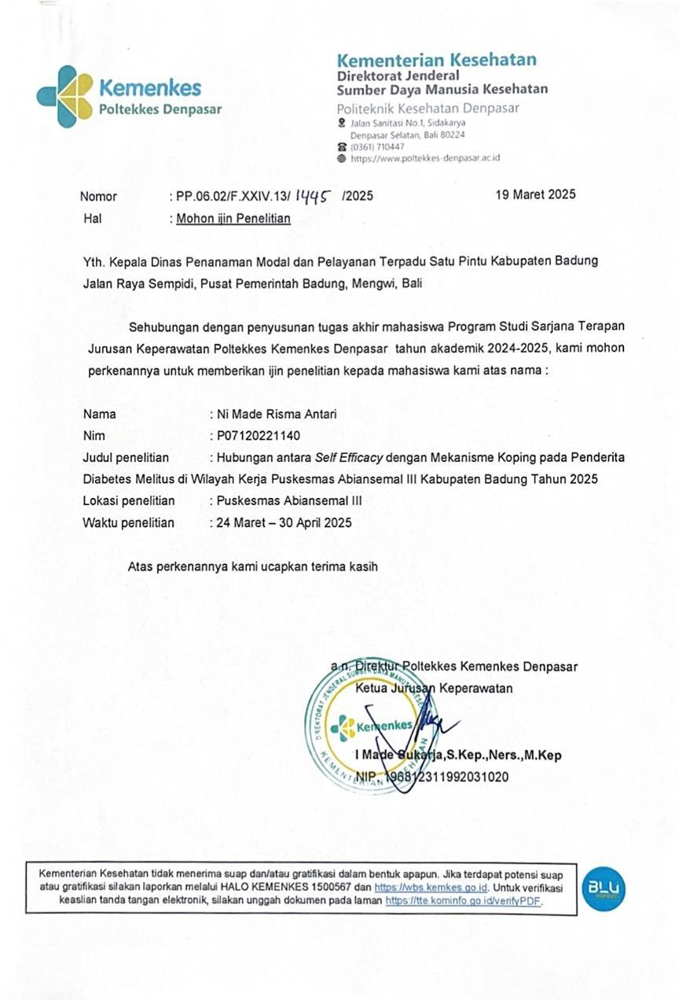 Kemenkes
Poltekkes Denpasar
Kementerian Kesehatan
Direktorat Jenderal
Sumber Daya Manusia Kesehatan
Politeknik Kesehatan Denpasar
Jalan Sanitasi No.1, Sidakarya
Denpasar Selatan, Bali 80224
(0361) 710447
https://www.poltekkes-denpasar.ac.id
Nomor : PP.06.02/F.XXIV.13/ 1445 /2025 19 Maret 2025
Hal : Mohon ijin Penelitian
Yth. Kepala Dinas Penanaman Modal dan Pelayanan Terpadu Satu Pintu Kabupaten Badung
Jalan Raya Sempidi, Pusat Pemerintah Badung, Mengwi, Bali
Sehubungan dengan penyusunan tugas akhir mahasiswa Program Studi Sarjana Terapan
Jurusan Keperawatan Poltekkes Kemenkes Denpasar tahun akademik 2024-2025, kami mohon
perkenannya untuk memberikan ijin penelitian kepada mahasiswa kami atas nama :
Nama : Ni Made Risma Antari
Nim : P07120221140
Judul penelitian : Hubungan antara Self Efficacy dengan Mekanisme Koping pada Penderita
Diabetes Melitus di Wilayah Kerja Puskesmas Abiansemal III Kabupaten Badung Tahun 2025
Lokasi penelitian : Puskesmas Abiansemal III
Waktu penelitian : 24 Maret – 30 April 2025
Atas perkenannya kami ucapkan terima kasih
a.n. Direktur Poltekkes Kemenkes Denpasar
Ketua Jurusan Keperawatan
DIREKTORAT JENDERAL SUMBER DAYA MANUSIA
Kemenkes
KEMENTERIAN KESEHATAN
I Made Sukarja,S.Kep.,Ners.,M.Kep
NIP. 196812311992031020
Kementerian Kesehatan tidak menerima suap dan/atau gratifikasi dalam bentuk apapun. Jika terdapat potensi suap
atau gratifikasi silakan laporkan melalui HALO KEMENKES 1500567 dan https://wbs.kemkes.go.id. Untuk verifikasi
keaslian tanda tangan elektronik, silakan unggah dokumen pada laman https://tte.kominfo.go.id/verifyPDF.
BLU